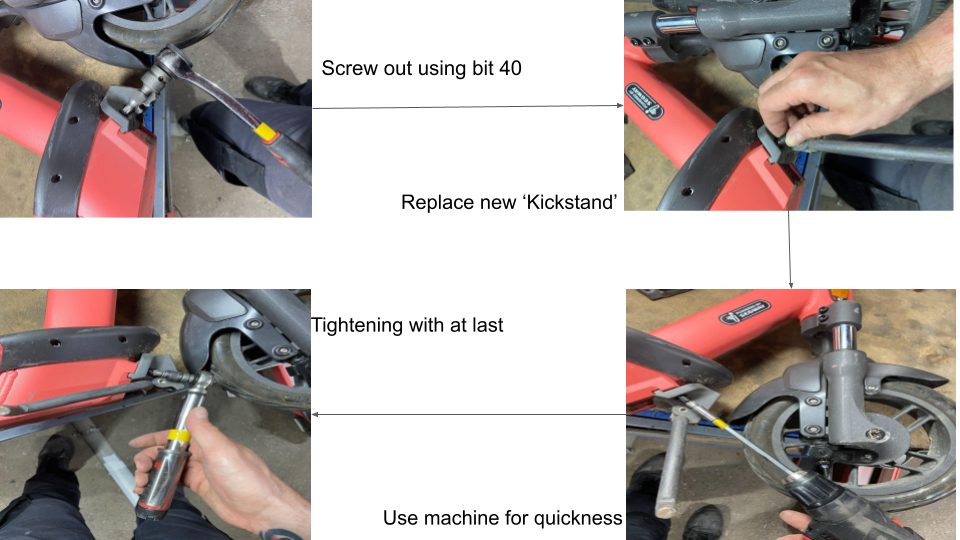 Screw out using bit 40
Replace new ‘Kickstand’
Tightening with at last
Use machine for quickness